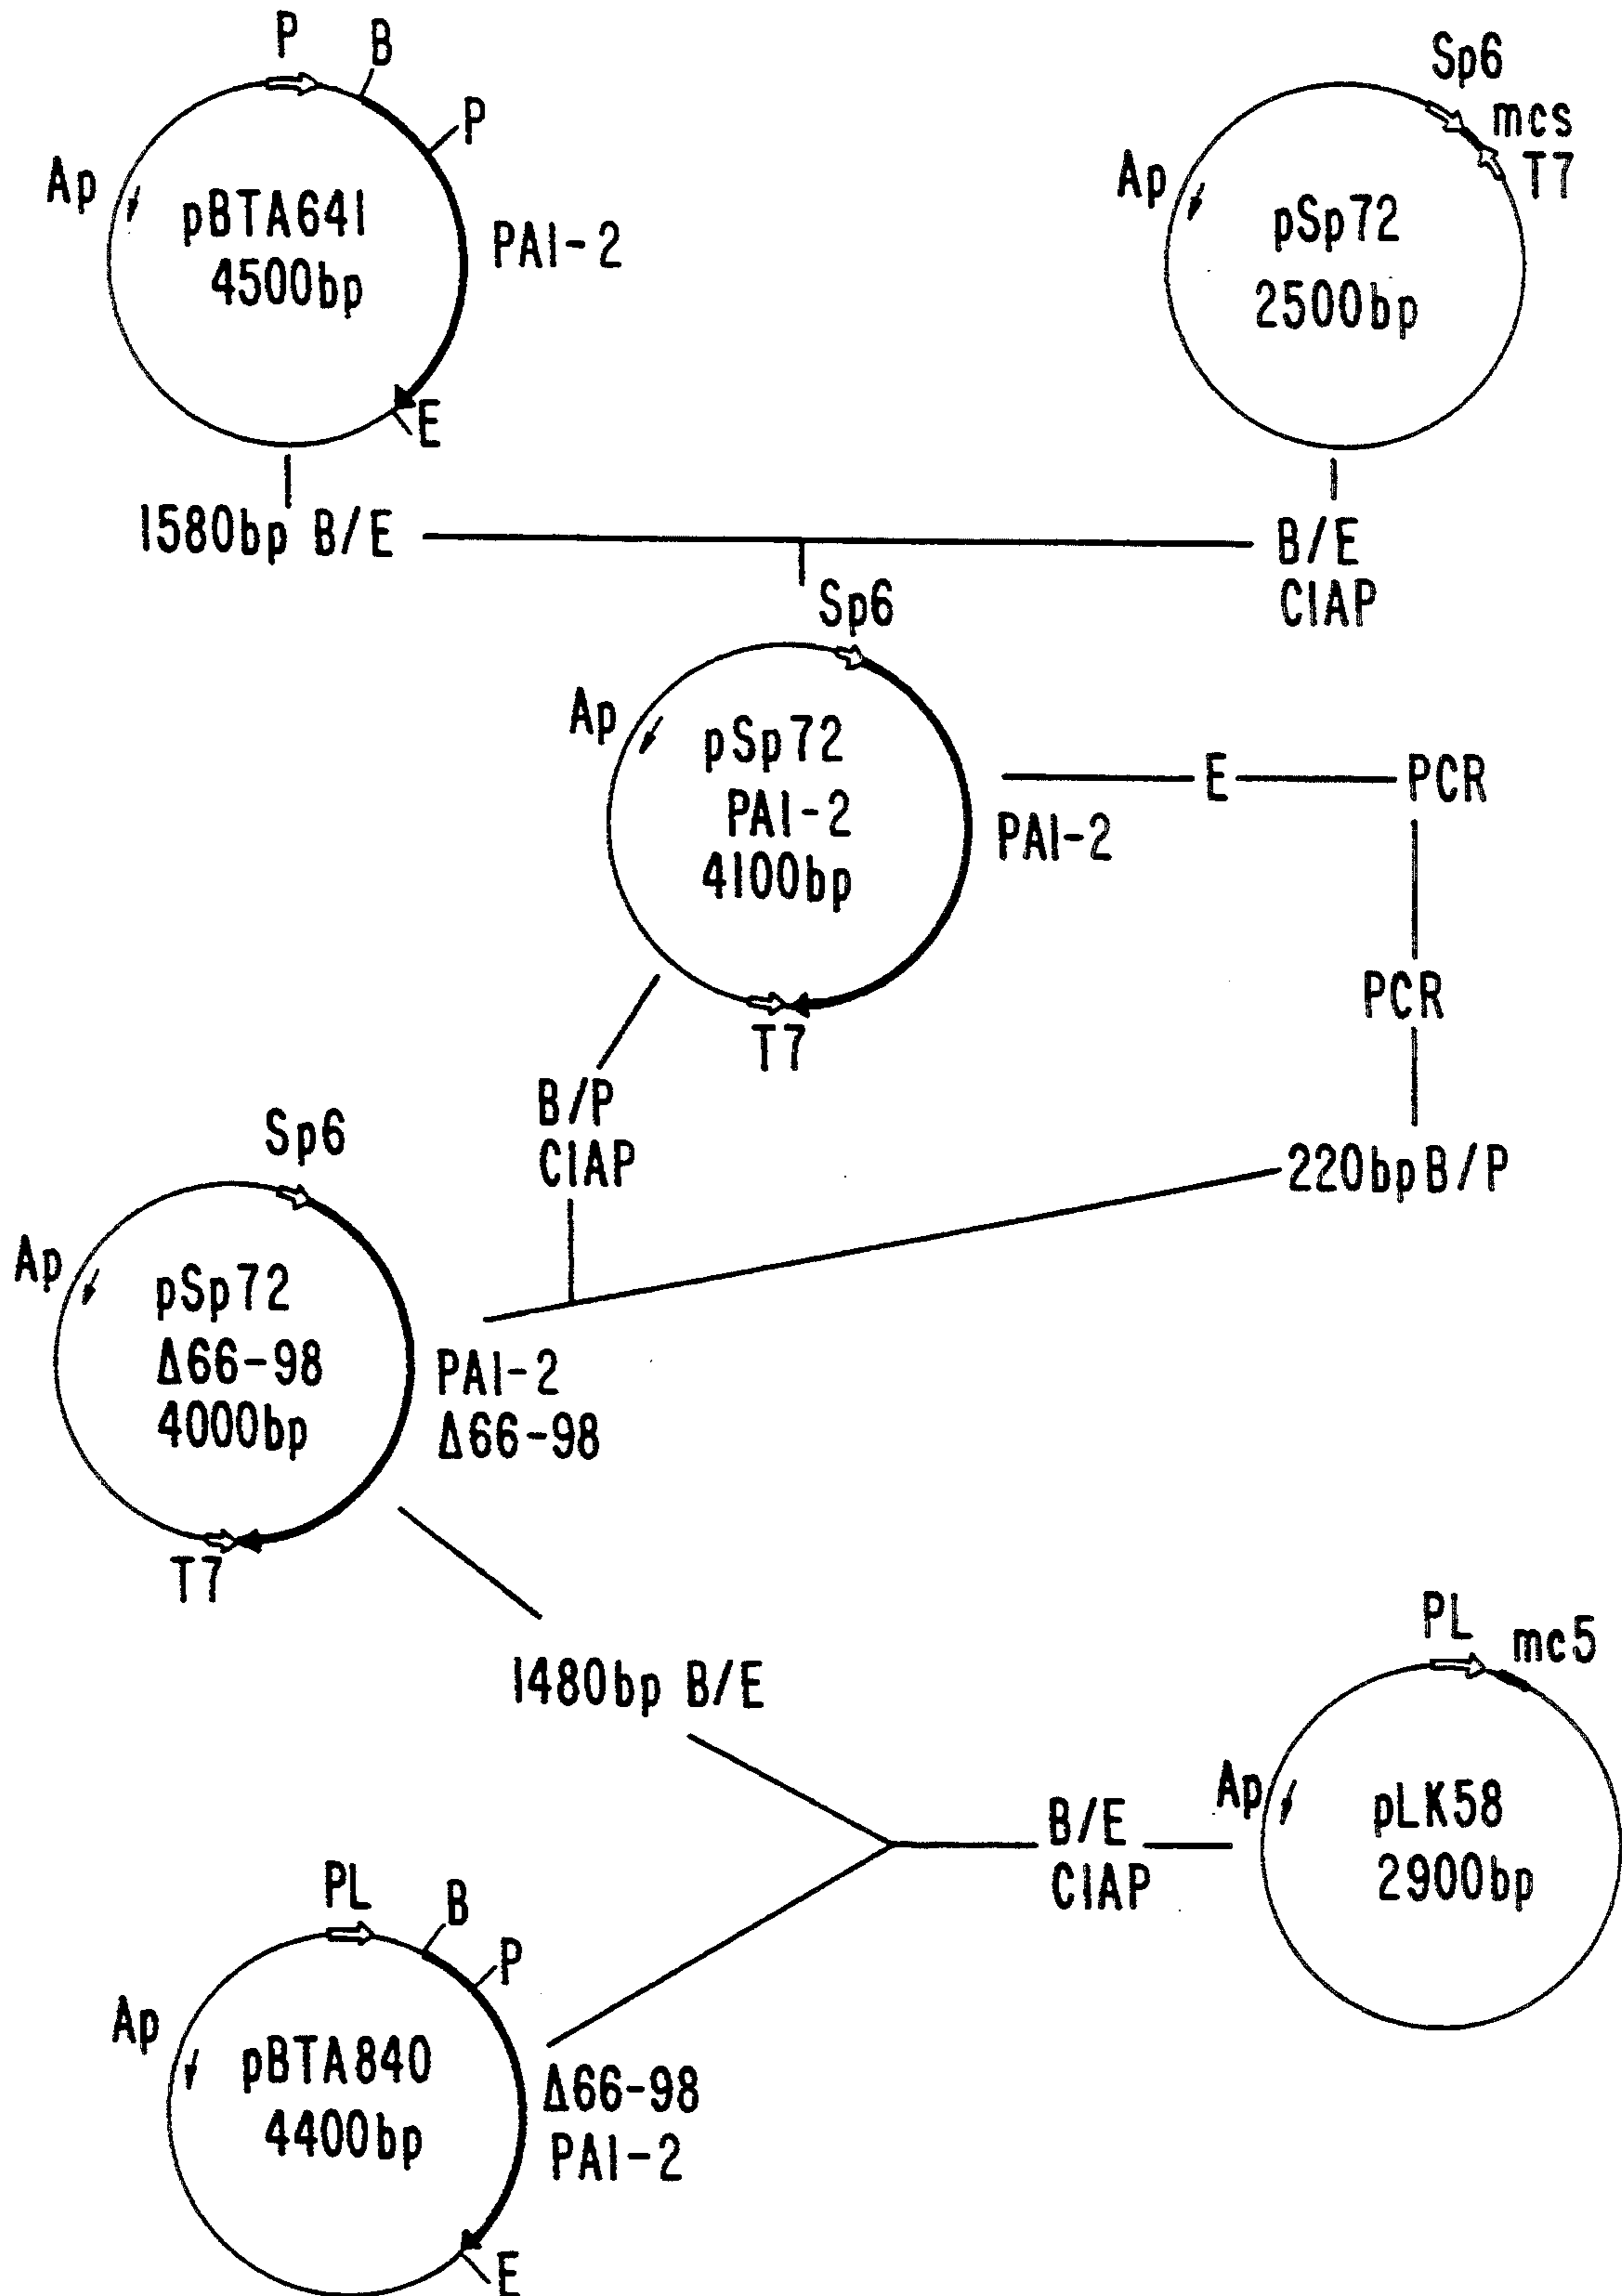 P
B
P
Ap
pBTA641
4500bp
PAI-2
E
1580bp B/E
Sp6
mcs
T7
Ap
pSp72
2500bp
B/E
CIAP
Sp6
Ap
pSp72
PAI-2
4100bp
PAI-2
T7
E
PCR
PCR
220bp B/P
B/P
CIAP
Sp6
Ap
pSp72
Δ66-98
4000bp
PAI-2
Δ66-98
T7
1480bp B/E
PL
mc5
Ap
pLK58
2900bp
B/E
CIAP
PL
B
P
Ap
pBTA840
4400bp
Δ66-98
PAI-2
E